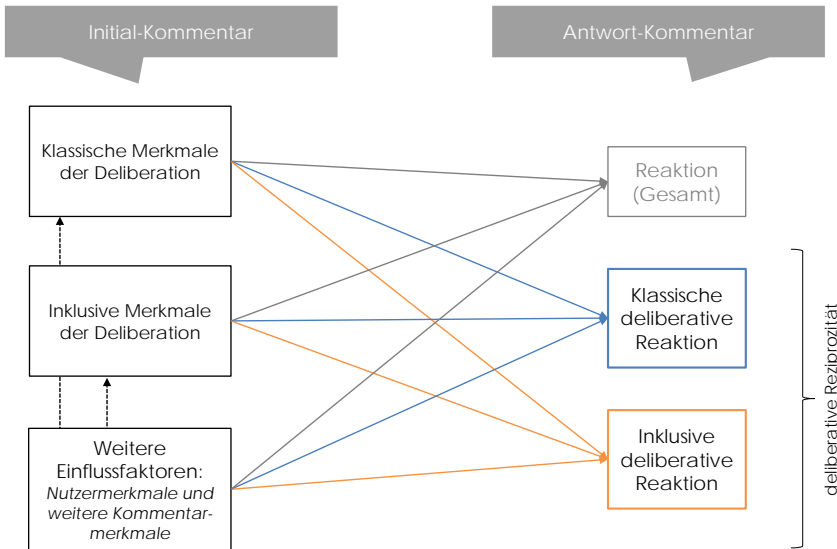 Initial-Kommentar
Antwort-Kommentar
Klassische Merkmale
der Deliberation
Reaktion
(Gesamt)
Inklusive Merkmale
der Deliberation
Klassische
deliberative
Reaktion
Weitere
Einflussfaktoren:
Nutzermerkmale und
weitere Kommentar-
merkmale
Inklusive
deliberative
Reaktion
deliberative Reziprozität